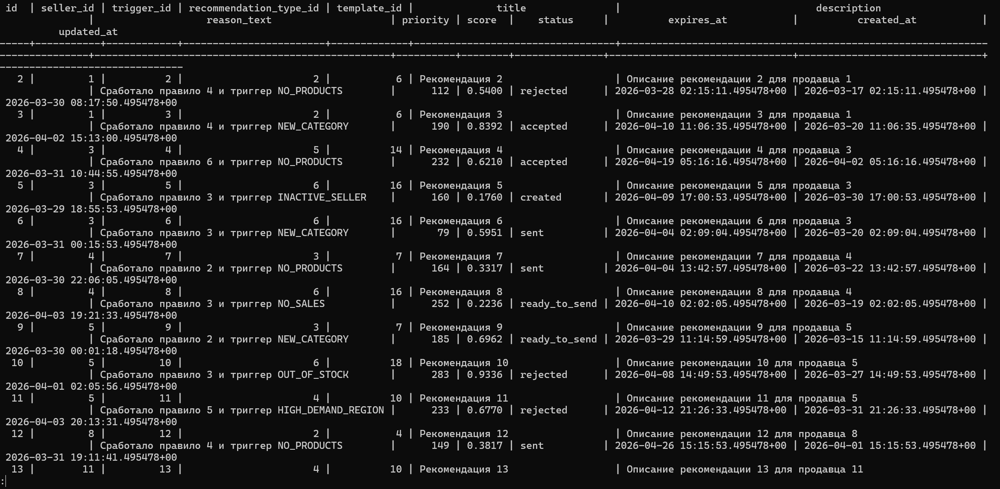 id | seller_id | trigger_id | recommendation_type_id | template_id | title | description
| reason_text | priority | score | status | expires_at | created_at |
updated_at
-----+-----------+------------+------------------------+-------------+----------------------------------+--------------------------------------------------------------
---------------+--------------------------------------------------+----------+--------+---------------+-------------------------------+-------------------------------+
-------------------------------
2 | 1 | 2 | 2 | 6 | Рекомендация 2 | Описание рекомендации 2 для продавца 1
| Сработало правило 4 и триггер NO_PRODUCTS | 112 | 0.5400 | rejected | 2026-03-28 02:15:11.495478+00 | 2026-03-17 02:15:11.495478+00 |
2026-03-30 08:17:50.495478+00
3 | 1 | 3 | 2 | 6 | Рекомендация 3 | Описание рекомендации 3 для продавца 1
| Сработало правило 4 и триггер NEW_CATEGORY | 190 | 0.8392 | accepted | 2026-04-10 11:06:35.495478+00 | 2026-03-20 11:06:35.495478+00 |
2026-04-02 15:13:00.495478+00
4 | 3 | 4 | 5 | 14 | Рекомендация 4 | Описание рекомендации 4 для продавца 3
| Сработало правило 6 и триггер NO_PRODUCTS | 232 | 0.6210 | accepted | 2026-04-19 05:16:16.495478+00 | 2026-04-02 05:16:16.495478+00 |
2026-03-31 10:44:55.495478+00
5 | 3 | 5 | 6 | 16 | Рекомендация 5 | Описание рекомендации 5 для продавца 3
| Сработало правило 3 и триггер INACTIVE_SELLER | 160 | 0.1760 | created | 2026-04-09 17:00:53.495478+00 | 2026-03-30 17:00:53.495478+00 |
2026-03-29 18:55:53.495478+00
6 | 3 | 6 | 6 | 16 | Рекомендация 6 | Описание рекомендации 6 для продавца 3
| Сработало правило 3 и триггер NEW_CATEGORY | 79 | 0.5951 | sent | 2026-04-04 02:09:04.495478+00 | 2026-03-20 02:09:04.495478+00 |
2026-03-31 00:15:53.495478+00
7 | 4 | 7 | 3 | 7 | Рекомендация 7 | Описание рекомендации 7 для продавца 4
| Сработало правило 2 и триггер NO_PRODUCTS | 164 | 0.3317 | sent | 2026-04-04 13:42:57.495478+00 | 2026-03-22 13:42:57.495478+00 |
2026-03-30 22:06:05.495478+00
8 | 4 | 8 | 6 | 16 | Рекомендация 8 | Описание рекомендации 8 для продавца 4
| Сработало правило 3 и триггер NO_SALES | 252 | 0.2236 | ready_to_send | 2026-04-10 02:02:05.495478+00 | 2026-03-19 02:02:05.495478+00 |
2026-04-03 19:21:33.495478+00
9 | 5 | 9 | 3 | 7 | Рекомендация 9 | Описание рекомендации 9 для продавца 5
| Сработало правило 2 и триггер NEW_CATEGORY | 185 | 0.6962 | ready_to_send | 2026-03-29 11:14:59.495478+00 | 2026-03-15 11:14:59.495478+00 |
2026-03-30 00:01:18.495478+00
10 | 5 | 10 | 6 | 18 | Рекомендация 10 | Описание рекомендации 10 для продавца 5
| Сработало правило 3 и триггер OUT_OF_STOCK | 283 | 0.9336 | rejected | 2026-04-08 14:49:53.495478+00 | 2026-03-27 14:49:53.495478+00 |
2026-04-01 02:05:56.495478+00
11 | 5 | 11 | 4 | 10 | Рекомендация 11 | Описание рекомендации 11 для продавца 5
| Сработало правило 5 и триггер HIGH_DEMAND_REGION | 233 | 0.6770 | rejected | 2026-04-12 21:26:33.495478+00 | 2026-03-31 21:26:33.495478+00 |
2026-04-03 20:13:31.495478+00
12 | 8 | 12 | 2 | 4 | Рекомендация 12 | Описание рекомендации 12 для продавца 8
| Сработало правило 4 и триггер NO_PRODUCTS | 149 | 0.3817 | sent | 2026-04-26 15:15:53.495478+00 | 2026-04-01 15:15:53.495478+00 |
2026-03-31 19:11:41.495478+00
13 | 11 | 13 | 4 | 10 | Рекомендация 13 | Описание рекомендации 13 для продавца 11
: